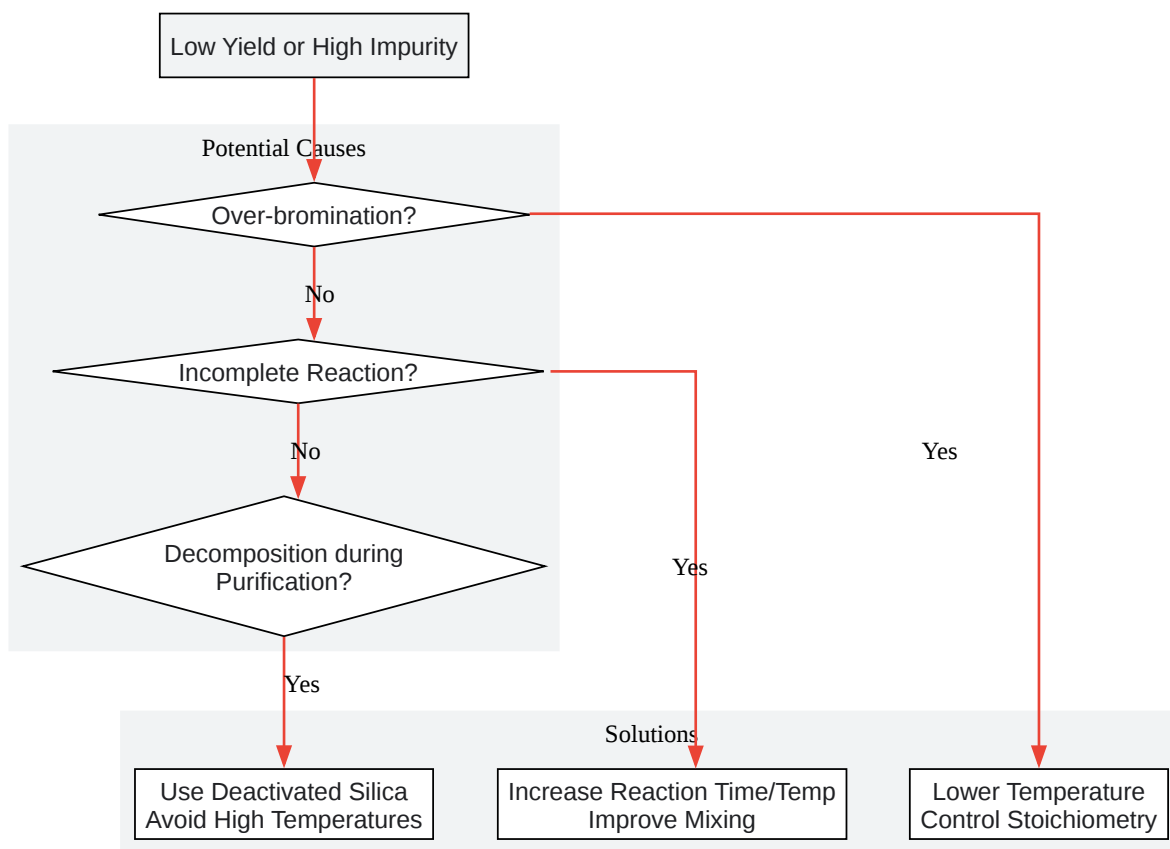 Low Yield or High Impurity
Potential Causes
Over-bromination?
No
Incomplete Reaction?
No
Yes
Decomposition during
Purification?
Yes
Yes
Solutions
Use Deactivated Silica
Avoid High Temperatures
Increase Reaction Time/Temp
Improve Mixing
Lower Temperature
Control Stoichiometry